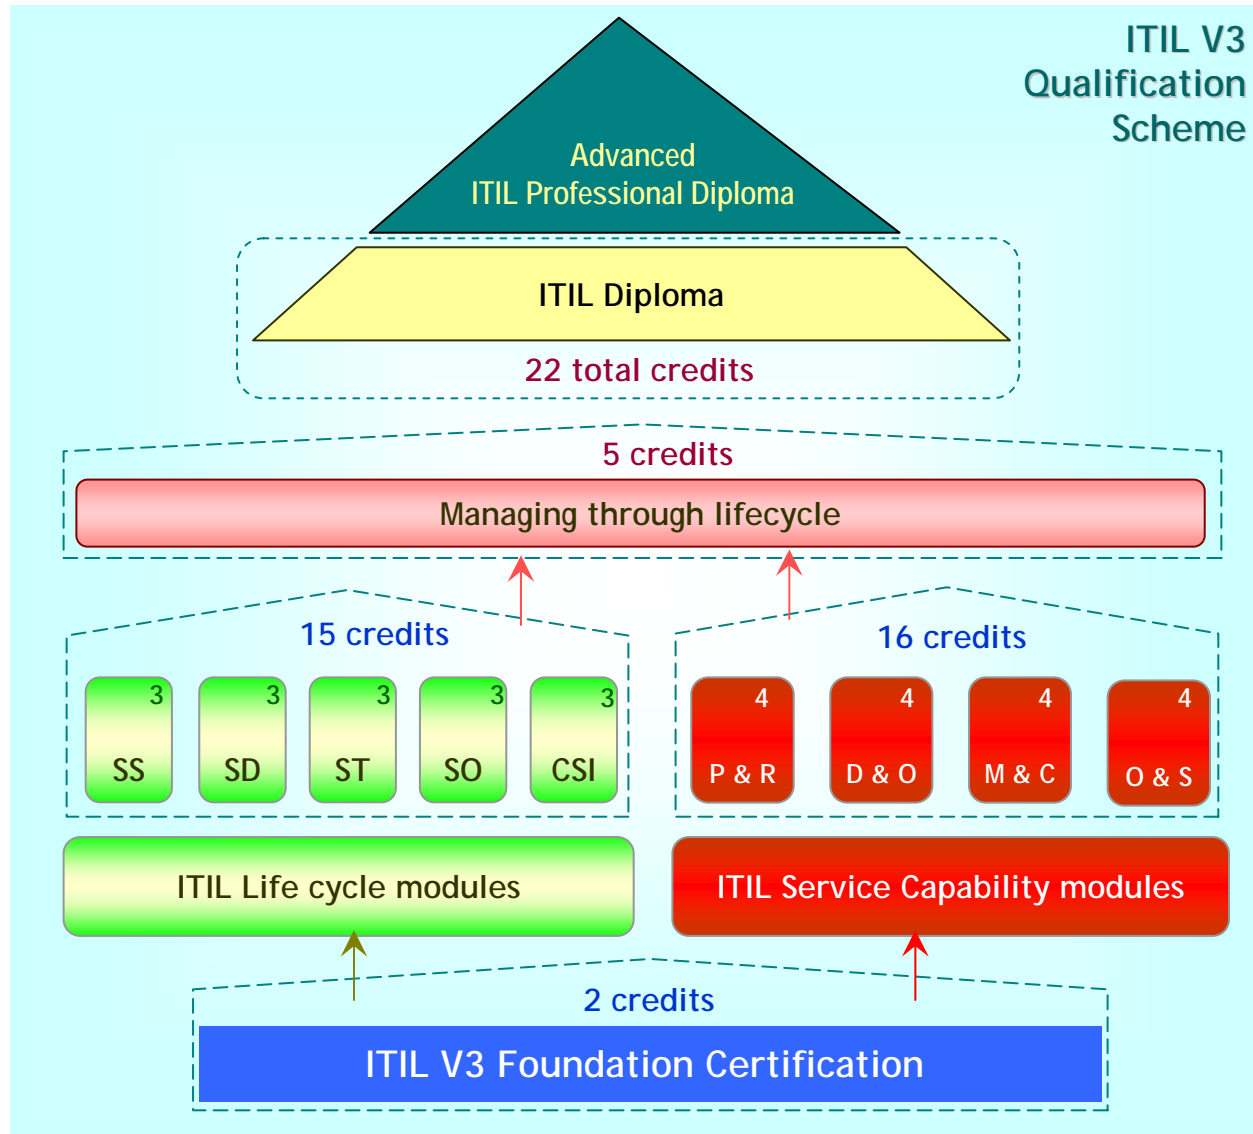 ITIL V3
Qualification
Scheme
Advanced
ITIL Professional Diploma
ITIL Diploma
22 total credits
5 credits
Managing through lifecycle
15 credits
16 credits
3 3 3 3 3
SS SD ST SO CSI
4 4 4 4
P & R D & O M & C O & S
ITIL Life cycle modules
ITIL Service Capability modules
2 credits
ITIL V3 Foundation Certification